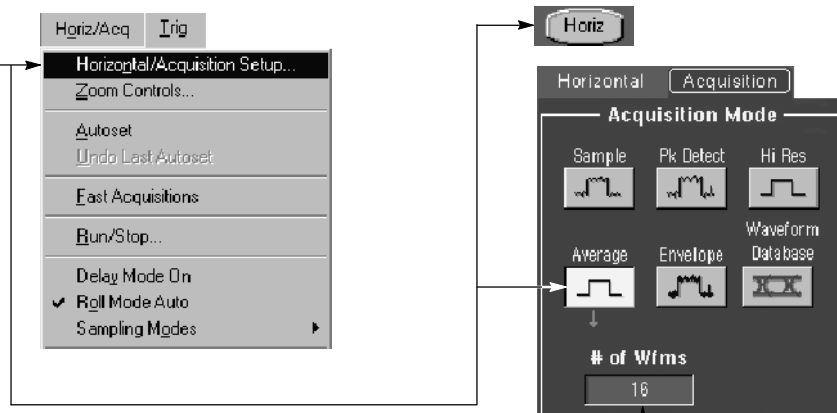 Horiz/Acq Trig
Horizontal/Acquisition Setup...
Zoom Controls...
Autoset
Undo Last Autoset
Fast Acquisitions
Run/Stop...
Delay Mode On
Roll Mode Auto
Sampling Modes
Horiz
Horizontal Acquisition
Acquisition Mode
Sample Pk Detect Hi Res
Average Envelope Waveform Database
# of Wfms
16